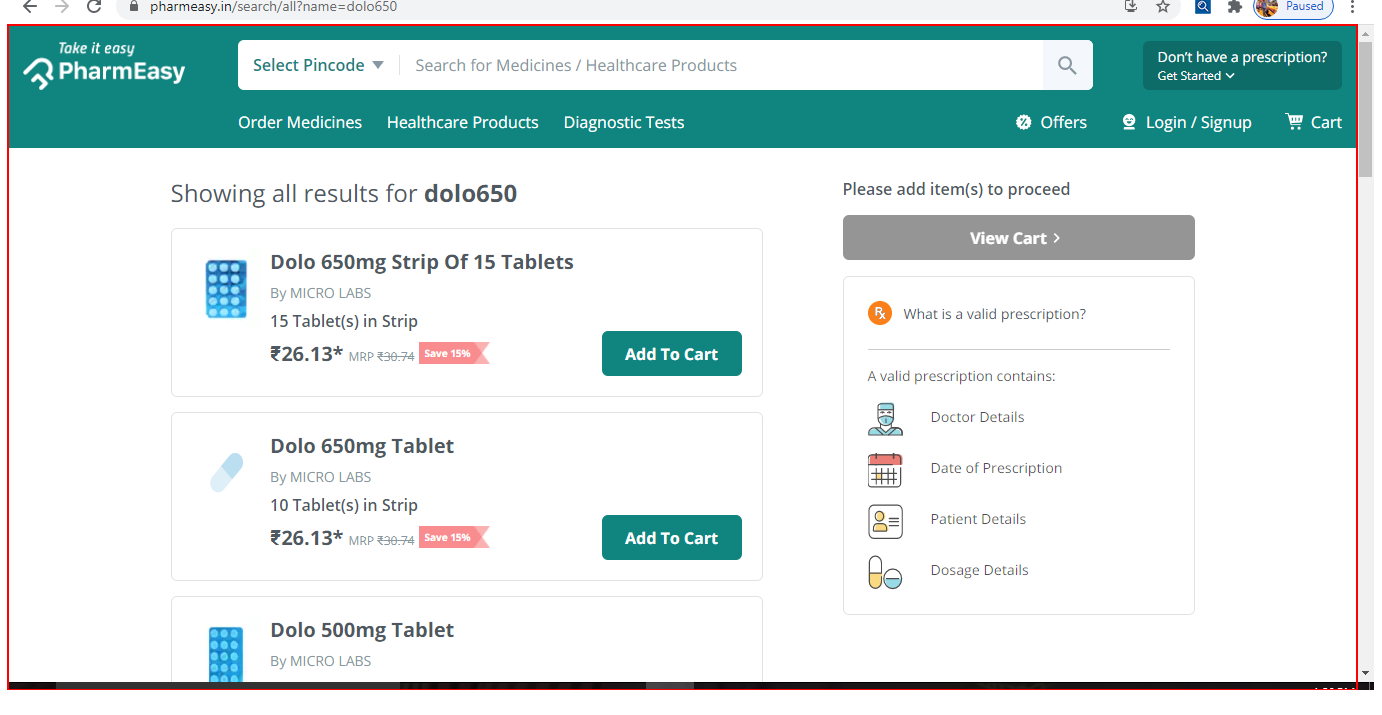 pharmeasy.in/search/all?name=dolo650
Paused
Take it easy
PharmEasy
Select Pincode
Search for Medicines / Healthcare Products
Don't have a prescription?
Get Started
Order Medicines
Healthcare Products
Diagnostic Tests
Offers
Login / Signup
Cart
Showing all results for dolo650
Dolo 650mg Strip Of 15 Tablets
By MICRO LABS
15 Tablet(s) in Strip
₹26.13* MRP ₹30.74 Save 15%
Add To Cart
Dolo 650mg Tablet
By MICRO LABS
10 Tablet(s) in Strip
₹26.13* MRP ₹30.74 Save 15%
Add To Cart
Dolo 500mg Tablet
By MICRO LABS
Please add item(s) to proceed
View Cart
Rx What is a valid prescription?
A valid prescription contains:
Doctor Details
Date of Prescription
Patient Details
Dosage Details